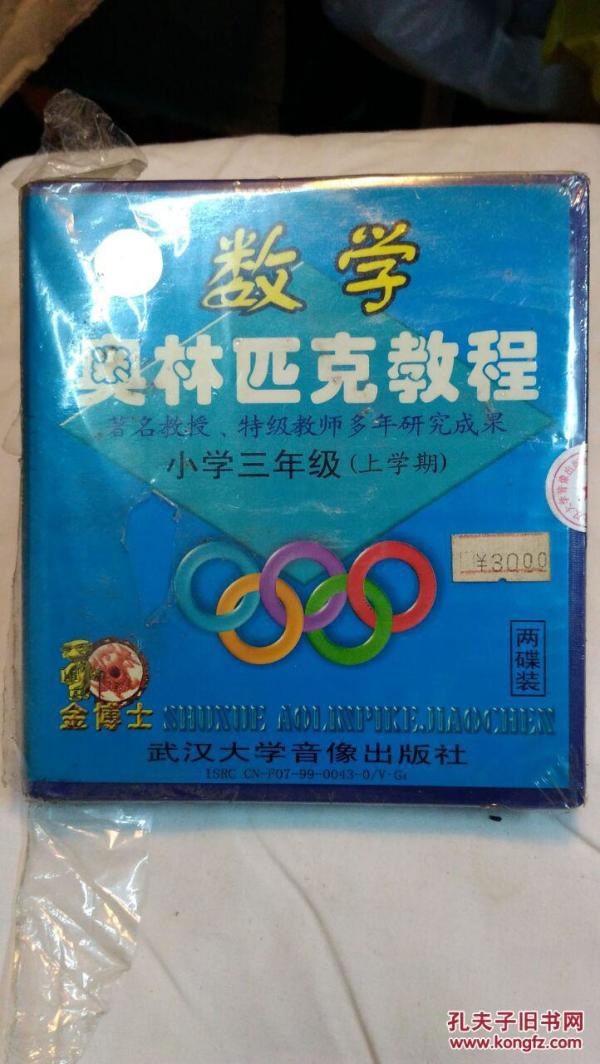 数学
奥林匹克教程
著名教授、特级教师多年研究成果
小学三年级(上学期)
¥30.00
两碟装
金博士
SHUXUE AOLINPIKEJIAOCHEN
武汉大学音像出版社
ISRC CN-F07-99-0043-0/V·G4
孔夫子旧书网
www.kongfz.com